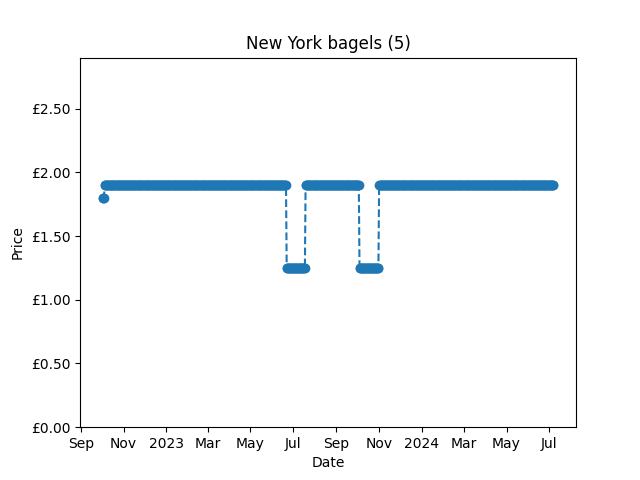 New York bagels (5)
£2.50
£2.00
£1.50
£1.00
£0.50
£0.00
Price
Sep Nov 2023 Mar May Jul Sep Nov 2024 Mar May Jul
Date